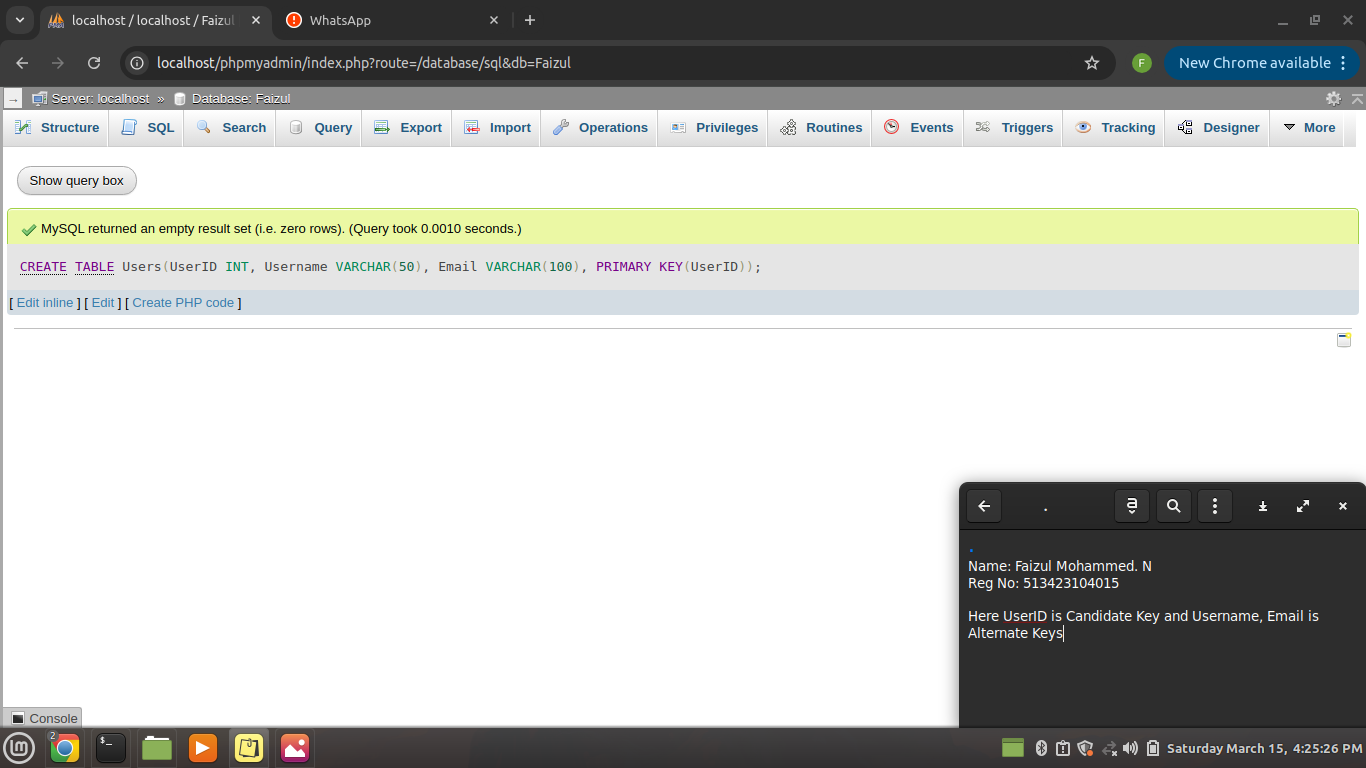 localhost / localhost / Faizul
WhatsApp
localhost/phpmyadmin/index.php?route=/database/sql&db=Faizul
F
New Chrome available
Server: localhost » Database: Faizul
Structure SQL Search Query Export Import Operations Privileges Routines Events Triggers Tracking Designer More
Show query box
MySQL returned an empty result set (i.e. zero rows). (Query took 0.0010 seconds.)
CREATE TABLE Users(UserID INT, Username VARCHAR(50), Email VARCHAR(100), PRIMARY KEY(UserID));
[ Edit inline ] [ Edit ] [ Create PHP code ]
.
a
.
Name: Faizul Mohammed. N
Reg No: 513423104015
Here UserID is Candidate Key and Username, Email is
Alternate Keys
Console
2
$_
Saturday March 15, 4:25:26 PM